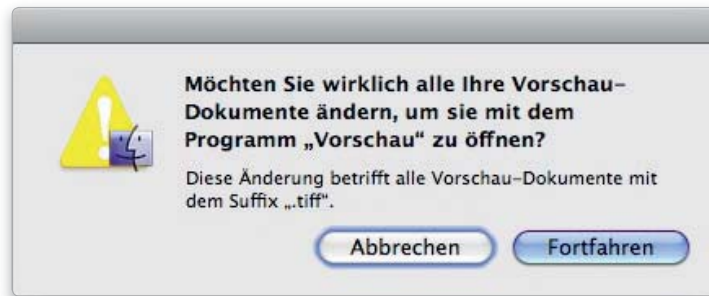 Möchten Sie wirklich alle Ihre Vorschau-
Dokumente ändern, um sie mit dem
Programm „Vorschau“ zu öffnen?
Diese Änderung betrifft alle Vorschau-Dokumente mit
dem Suffix „.tiff“.
Abbrechen Fortfahren